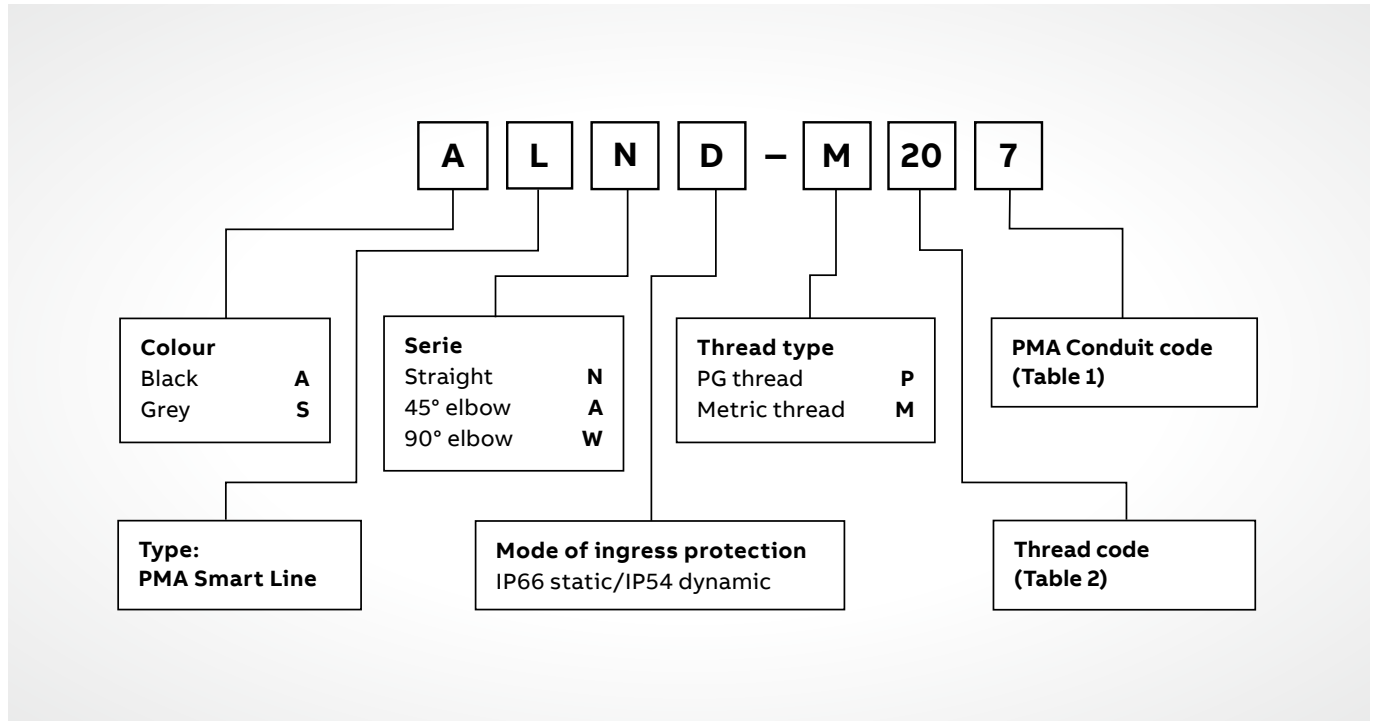 A L N D – M 20 7
Colour
Black A
Grey S
Serie
Straight N
45° elbow A
90° elbow W
Thread type
PG thread P
Metric thread M
PMA Conduit code
(Table 1)
Type:
PMA Smart Line
Mode of ingress protection
IP66 static/IP54 dynamic
Thread code
(Table 2)